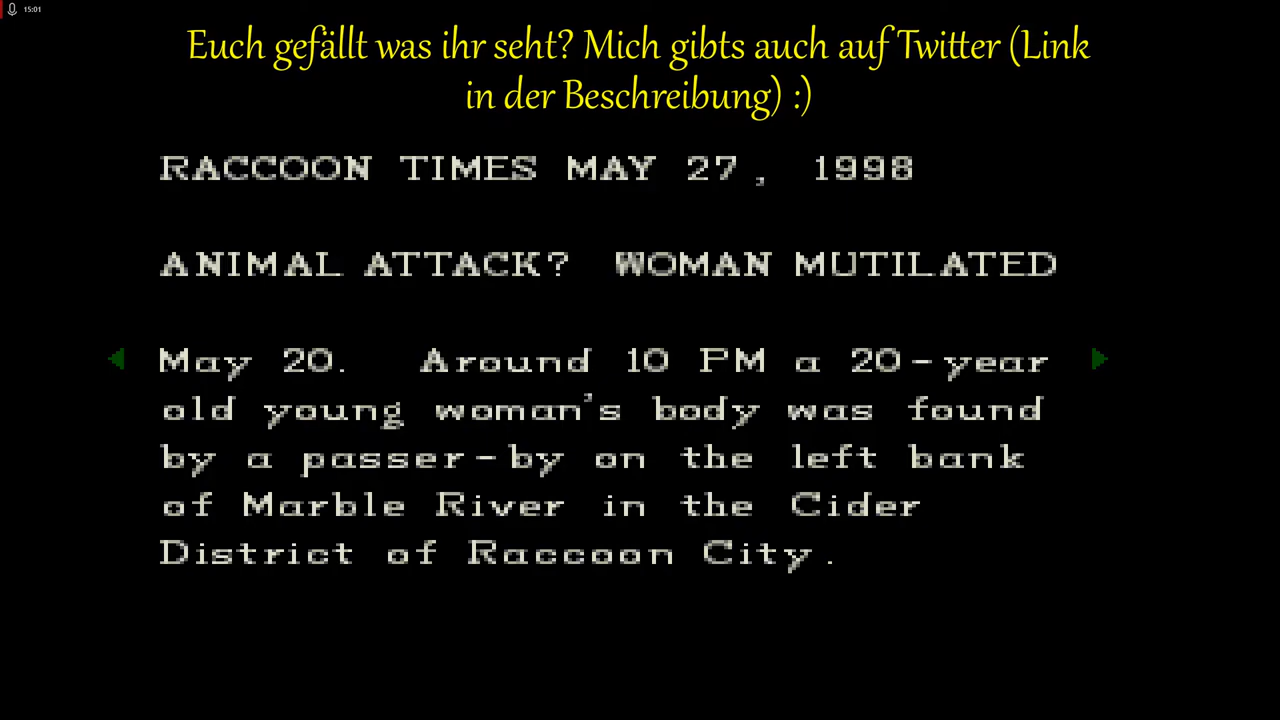 15:01
Euch gefällt was ihr seht? Mich gibts auch auf Twitter (Link
in der Beschreibung) :)
RACCOON TIMES MAY 27, 1998
ANIMAL ATTACK? WOMAN MUTILATED
May 20. Around 10 PM a 20-year
old young woman's body was found
by a passer-by on the left bank
of Marble River in the Cider
District of Raccoon City.